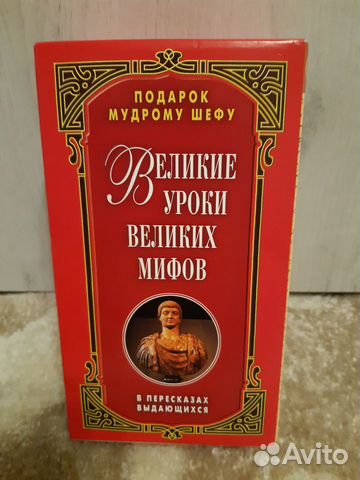 ПОДАРОК
МУДРОМУ ШЕФУ
ВЕЛИКИЕ
УРОКИ
ВЕЛИКИХ
МИФОВ
В ПЕРЕСКАЗАХ
ВЫДАЮЩИХСЯ
Avito